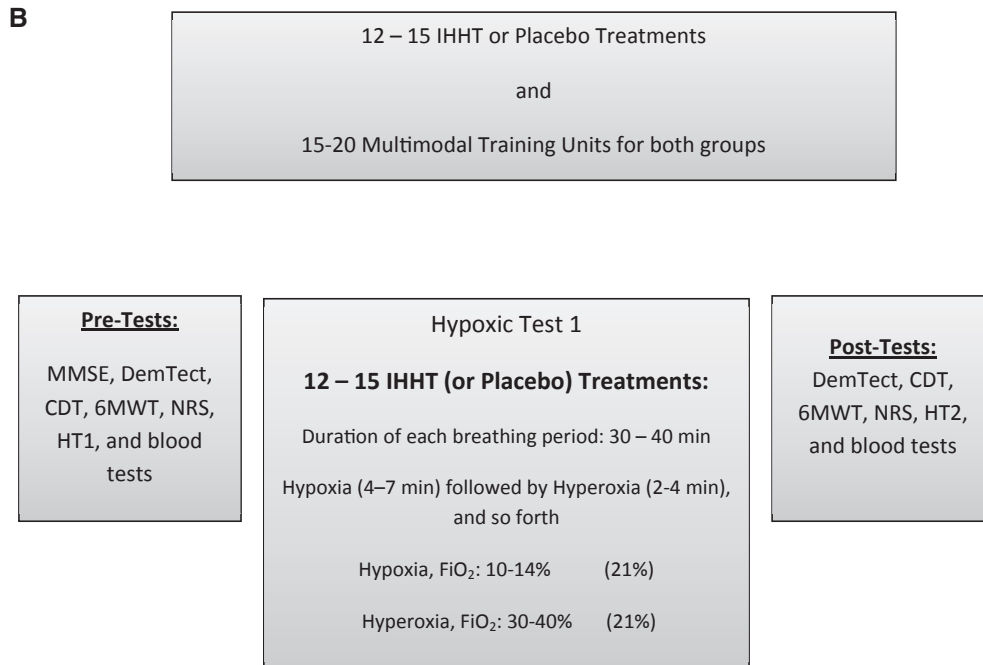 B
12 – 15 IHHT or Placebo Treatments
and
15-20 Multimodal Training Units for both groups
Pre-Tests:
MMSE, DemTect,
CDT, 6MWT, NRS,
HT1, and blood
tests
Hypoxic Test 1
12 – 15 IHHT (or Placebo) Treatments:
Duration of each breathing period: 30 – 40 min
Hypoxia (4–7 min) followed by Hyperoxia (2-4 min),
and so forth
Hypoxia, FiO₂: 10-14% (21%)
Hyperoxia, FiO₂: 30-40% (21%)
Post-Tests:
DemTect, CDT,
6MWT, NRS, HT2,
and blood tests